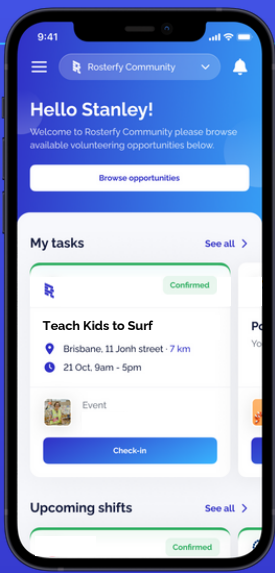 9:41
Rosterfy Community
Hello Stanley!
Welcome to Rosterfy Community please browse
available volunteering opportunities below.
Browse opportunities
My tasks
See all
Confirmed
Teach Kids to Surf
Brisbane, 11 Jonh street · 7 km
21 Oct, 9am - 5pm
Event
Check-in
Po
Yo
Upcoming shifts
See all
Confirmed